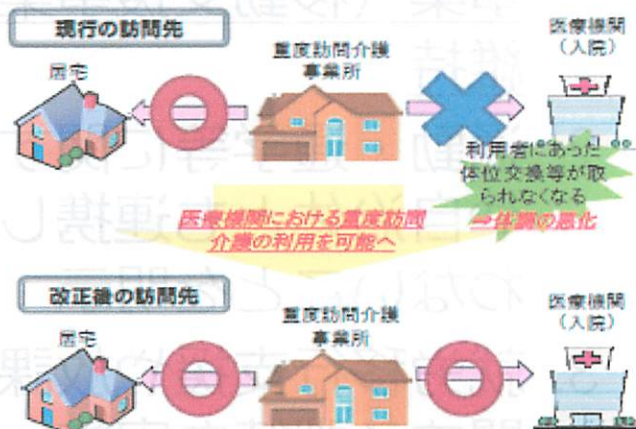 現行の訪問先
医療機関
(入院)
重度訪問介護
事業所
居宅
利用者にあった
体位交換等が取
られなくなる
⇒体調の悪化
医療機関における重度訪問
介護の利用を可能へ
改正後の訪問先
医療機関
(入院)
重度訪問介護
事業所
居宅